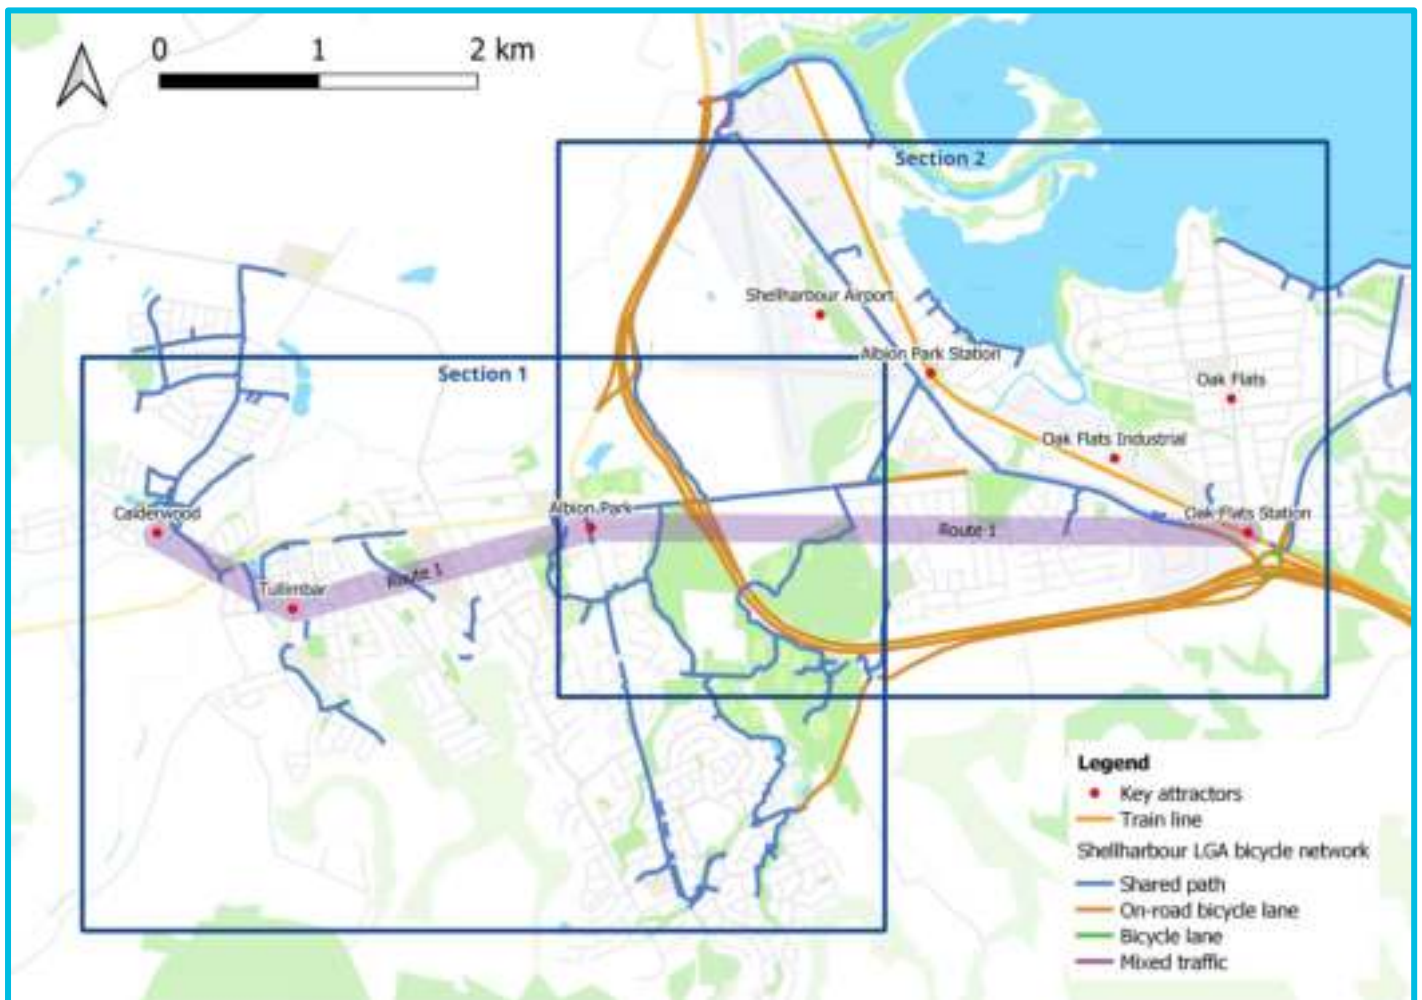 0 1 2 km
Section 2
Shellharbour Airport
Albion Park Station
Section 1
Oak Flats
Oak Flats Industrial
Calderwood
Albion Park
Oak Flats Station
Route 1
Route 1
Tullimbar
Legend
Key attractors
Train line
Shellharbour LGA bicycle network
Shared path
On-road bicycle lane
Bicycle lane
Mixed traffic